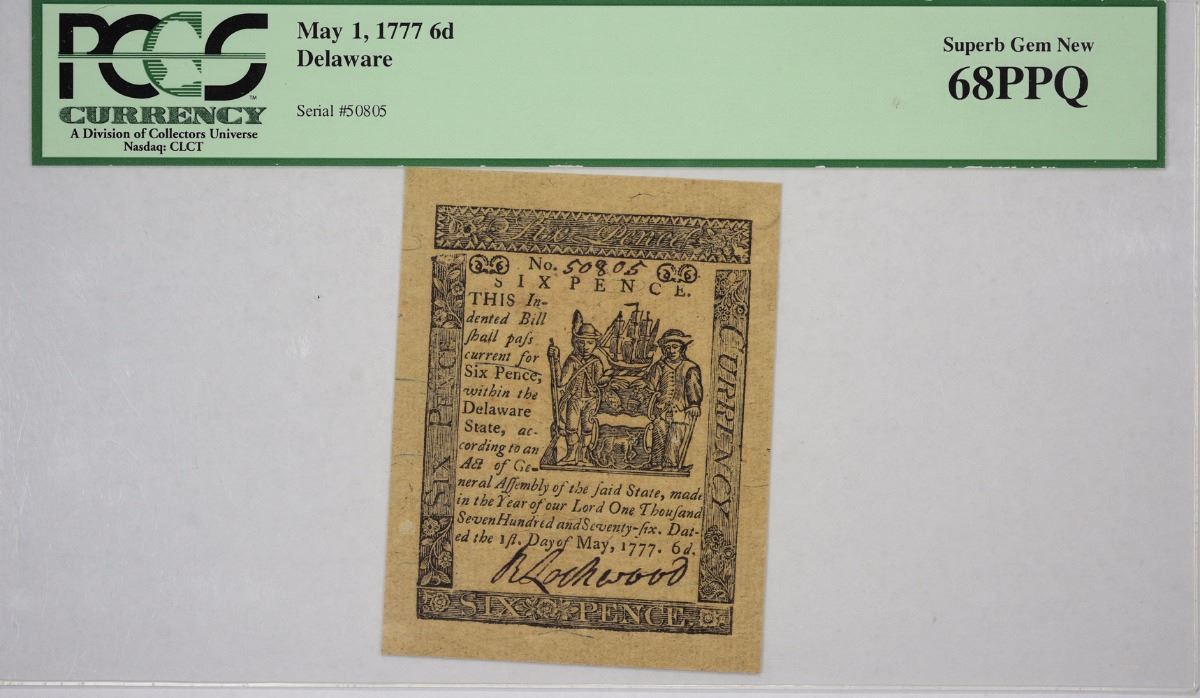 PCGS
TM
CURRENCY
A Division of Collectors Universe
Nasdaq: CLCT
May 1, 1777 6d
Delaware
Serial #50805
Superb Gem New
68PPQ
Six Pence
No. 50805
SIX PENCE.
THIS In-
dented Bill
ſhall paſs
current for
Six Pence,
within the
Delaware
State, ac-
cording to an
Act of Ge-
neral Aſſembly of the ſaid State, made
in the Year of our Lord One Thouſand
Seven Hundred and Seventy-ſix. Dat-
ed the 1ſt. Day of May, 1777. 6d.
R Lockwood
SIX PENCE
CURRENCY
SIX PENCE.